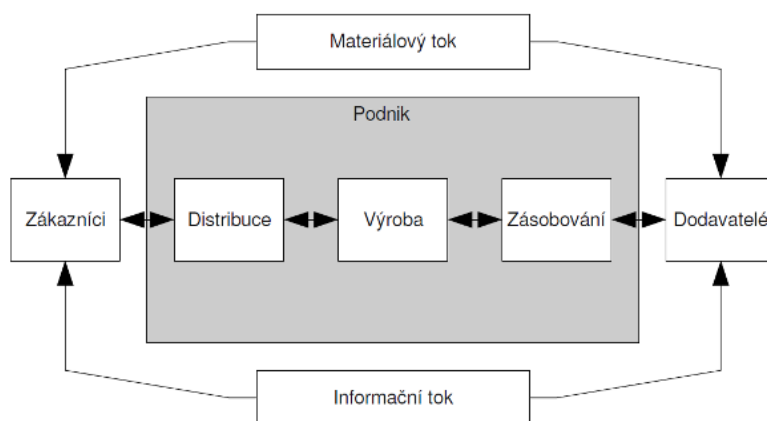 Materiálový tok
Podnik
Zákazníci
Distribuce
Výroba
Zásobování
Dodavatelé
Informační tok